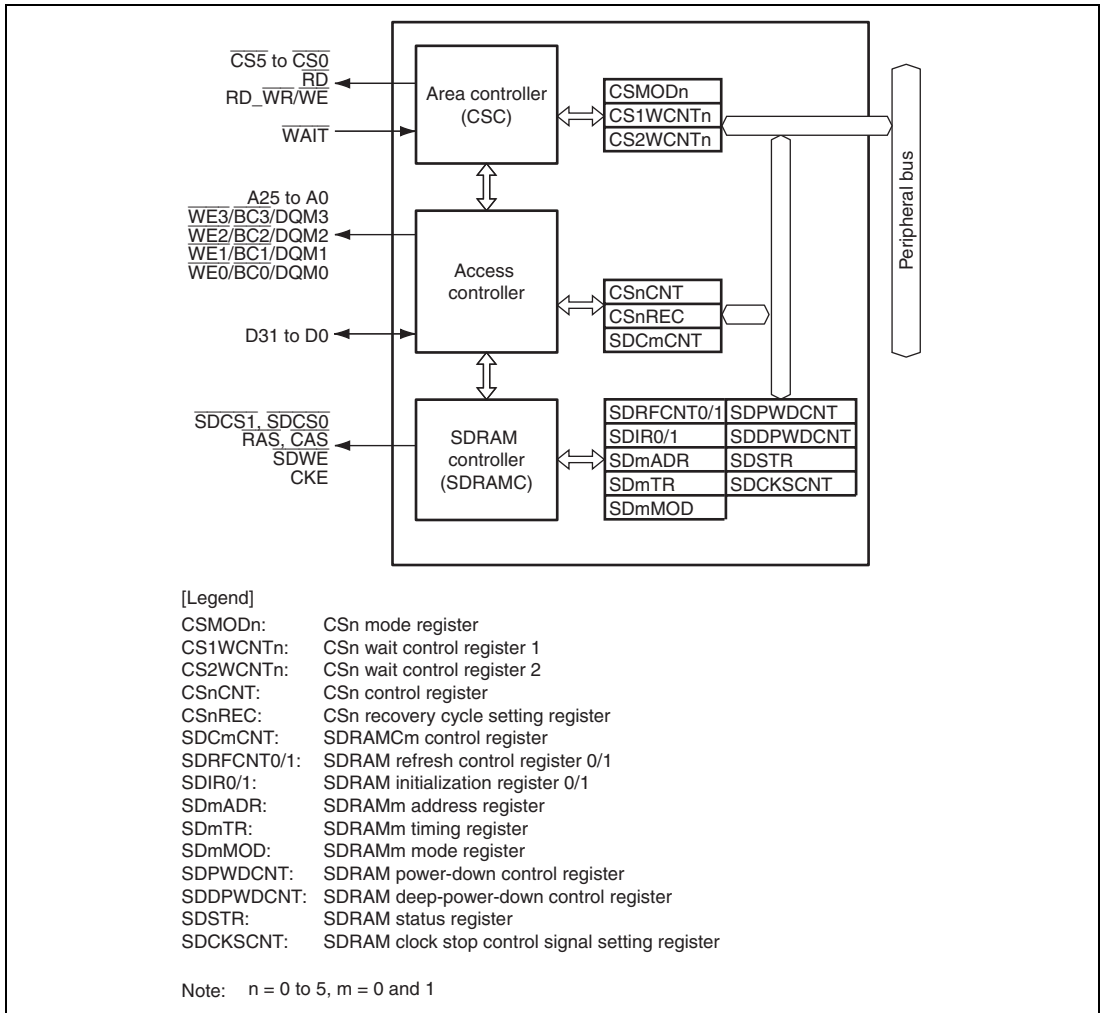 CS5 to CS0
RD
RD_WR/WE
WAIT
A25 to A0
WE3/BC3/DQM3
WE2/BC2/DQM2
WE1/BC1/DQM1
WE0/BC0/DQM0
D31 to D0
SDCS1, SDCS0
RAS, CAS
SDWE
CKE
Area controller
(CSC)
Access
controller
SDRAM
controller
(SDRAMC)
CSMODn
CS1WCNTn
CS2WCNTn
CSnCNT
CSnREC
SDCmCNT
SDRFCNT0/1 SDPWDCNT
SDIR0/1 SDDPWDCNT
SDmADR SDSTR
SDmTR SDCKSCNT
SDmMOD
Peripheral bus
[Legend]
CSMODn: CSn mode register
CS1WCNTn: CSn wait control register 1
CS2WCNTn: CSn wait control register 2
CSnCNT: CSn control register
CSnREC: CSn recovery cycle setting register
SDCmCNT: SDRAMCm control register
SDRFCNT0/1: SDRAM refresh control register 0/1
SDIR0/1: SDRAM initialization register 0/1
SDmADR: SDRAMm address register
SDmTR: SDRAMm timing register
SDmMOD: SDRAMm mode register
SDPWDCNT: SDRAM power-down control register
SDDPWDCNT: SDRAM deep-power-down control register
SDSTR: SDRAM status register
SDCKSCNT: SDRAM clock stop control signal setting register
Note: n = 0 to 5, m = 0 and 1